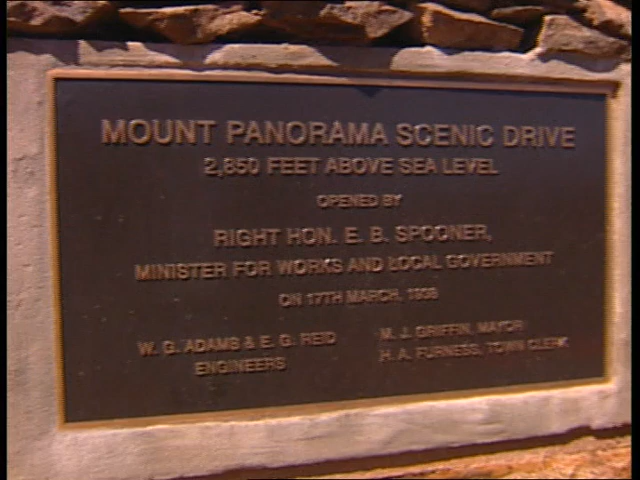 MOUNT PANORAMA SCENIC DRIVE
2,850 FEET ABOVE SEA LEVEL
OPENED BY
RIGHT HON. E. B. SPOONER,
MINISTER FOR WORKS AND LOCAL GOVERNMENT
ON 17TH MARCH, 1938
W. G. ADAMS & E. G. REID
ENGINEERS
M. J. GRIFFIN, MAYOR
H. A. FURNESS, TOWN CLERK